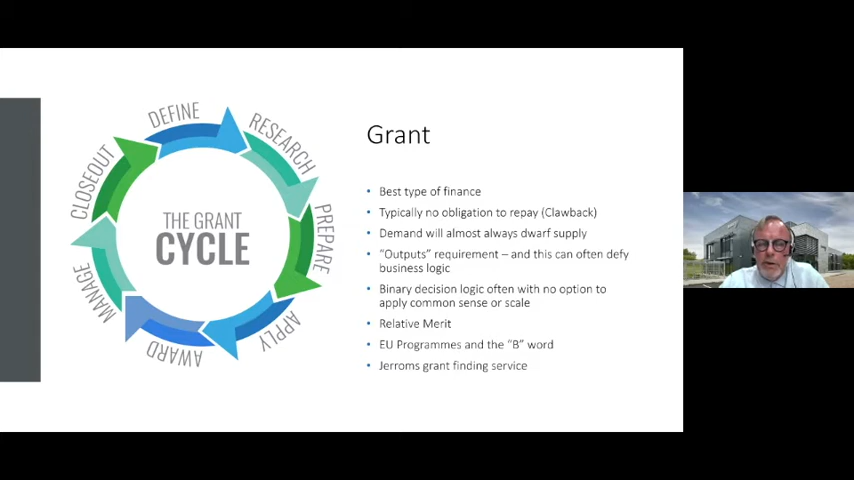 DEFINE
RESEARCH
PREPARE
APPLY
AWARD
MANAGE
CLOSEOUT
THE GRANT
CYCLE
Grant
• Best type of finance
• Typically no obligation to repay (Clawback)
• Demand will almost always dwarf supply
• “Outputs” requirement – and this can often defy
business logic
• Binary decision logic often with no option to
apply common sense or scale
• Relative Merit
• EU Programmes and the “B” word
• Jerroms grant finding service